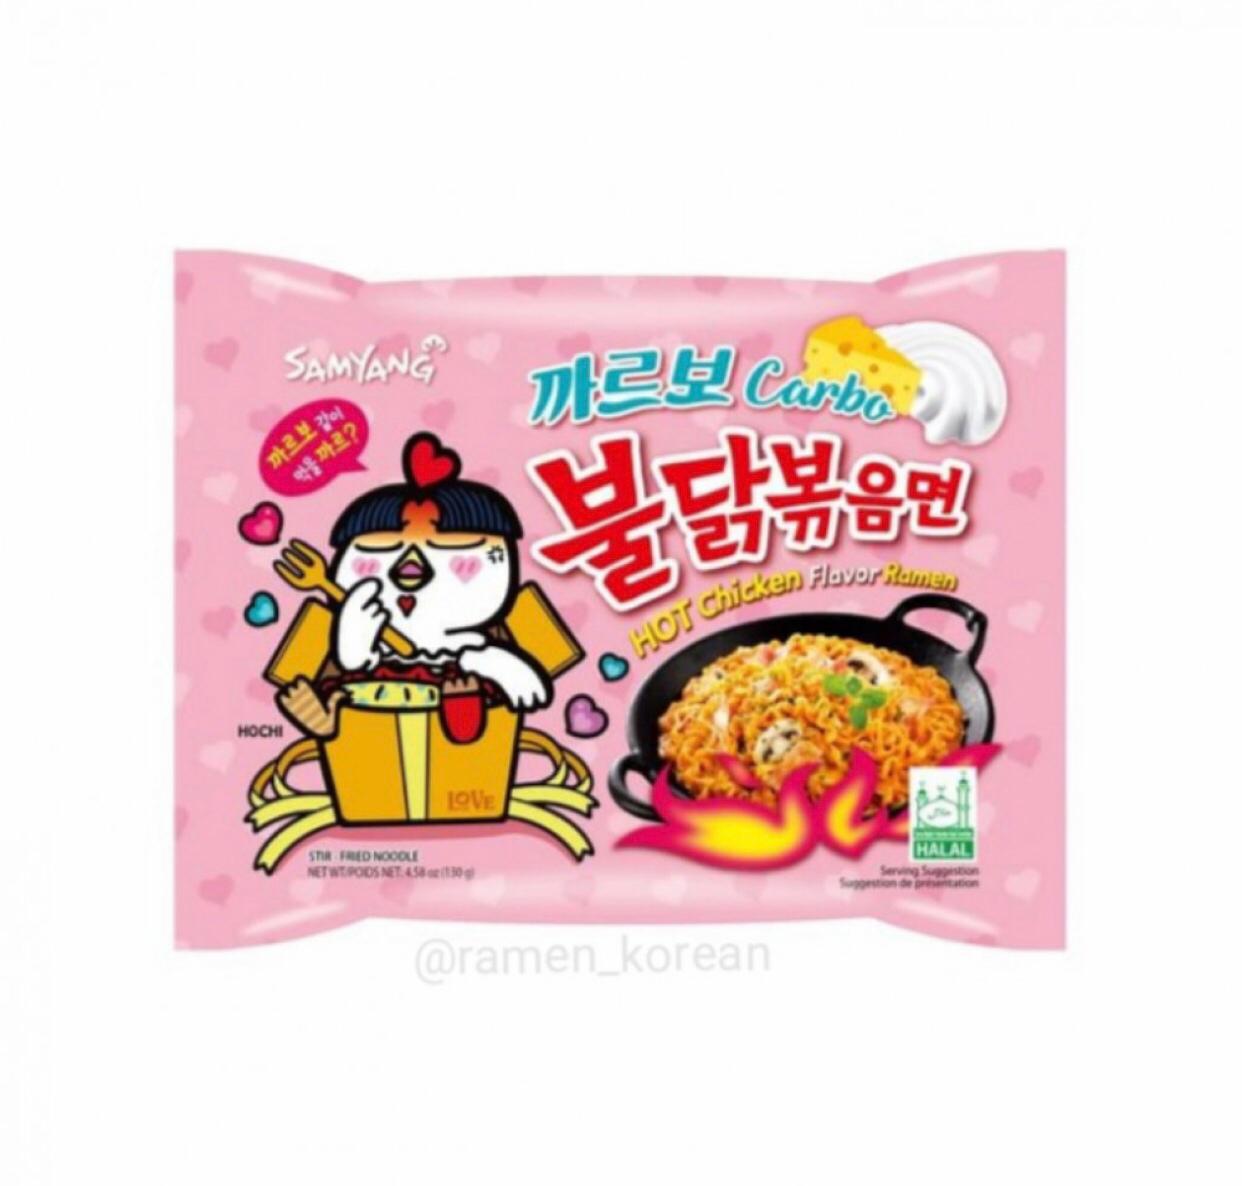 SAMYANG
까르보 같이
먹을 까르?
까르보 Carbo
불닭볶음면
HOT Chicken Flavor Ramen
HOCHI
LOVE
STIR - FRIED NOODLE
NET WT/POIDS NET: 4.58 oz (130 g)
حلال
HALAL
Serving Suggestion
Suggestion de présentation
@ramen_korean